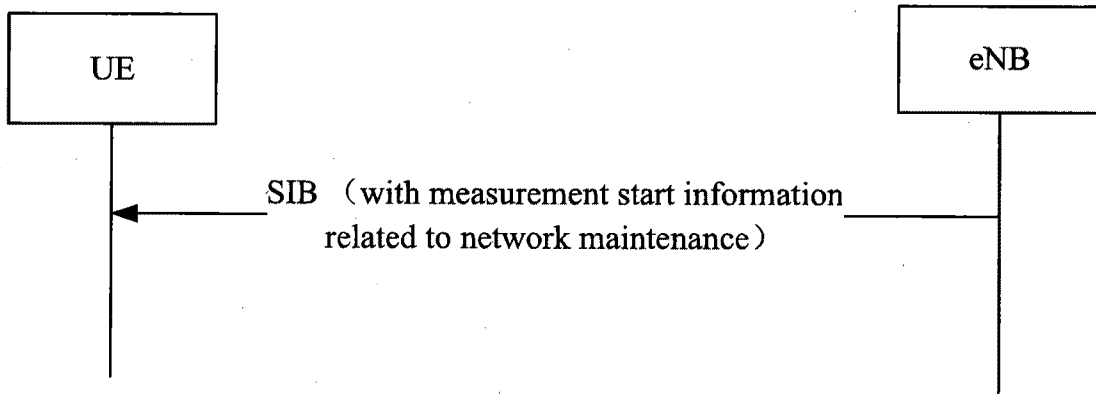 UE
eNB
SIB （with measurement start information
related to network maintenance）